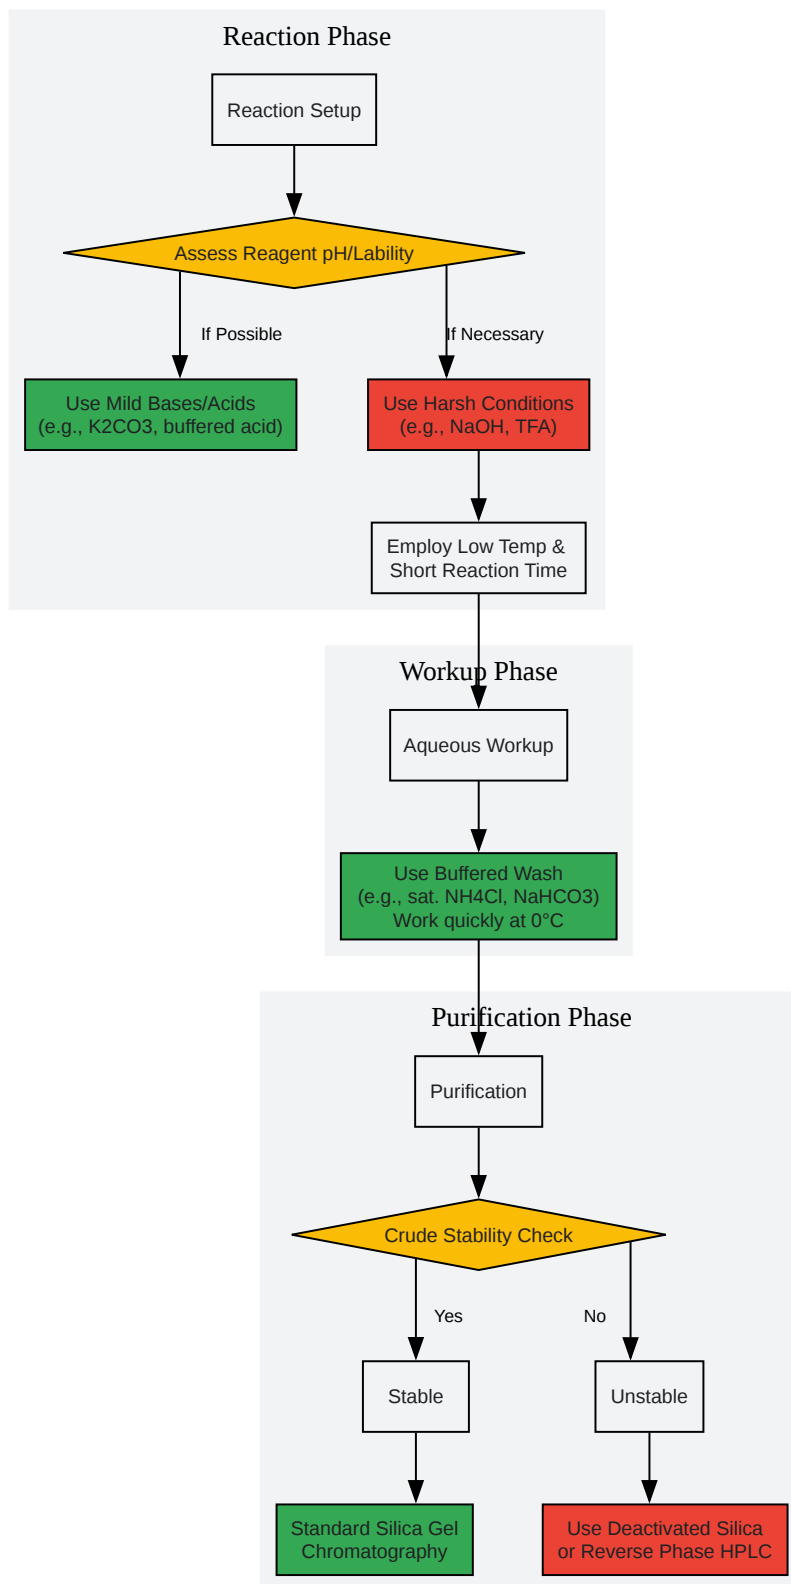 Reaction Phase
Reaction Setup
Assess Reagent pH/Lability
If Possible
If Necessary
Use Mild Bases/Acids
(e.g., K2CO3, buffered acid)
Use Harsh Conditions
(e.g., NaOH, TFA)
Employ Low Temp &
Short Reaction Time
Workup Phase
Aqueous Workup
Use Buffered Wash
(e.g., sat. NH4Cl, NaHCO3)
Work quickly at 0°C
Purification Phase
Purification
Crude Stability Check
Yes
No
Stable
Unstable
Standard Silica Gel
Chromatography
Use Deactivated Silica
or Reverse Phase HPLC